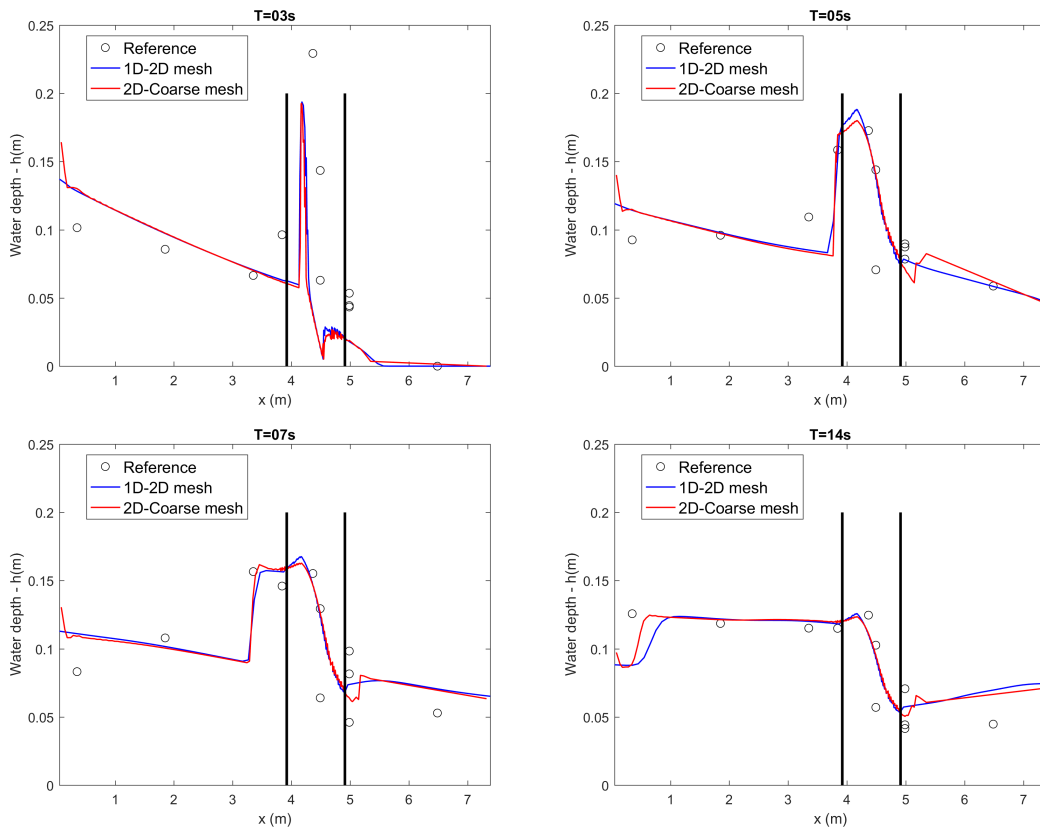 T=03s
0.25
0.2
0.15
0.1
0.05
0
Water depth - h(m)
Reference
1D-2D mesh
2D-Coarse mesh
1 2 3 4 5 6 7
x (m)
T=05s
0.25
0.2
0.15
0.1
0.05
0
Water depth - h(m)
Reference
1D-2D mesh
2D-Coarse mesh
1 2 3 4 5 6 7
x (m)
T=07s
0.25
0.2
0.15
0.1
0.05
0
Water depth - h(m)
Reference
1D-2D mesh
2D-Coarse mesh
1 2 3 4 5 6 7
x (m)
T=14s
0.25
0.2
0.15
0.1
0.05
0
Water depth - h(m)
Reference
1D-2D mesh
2D-Coarse mesh
1 2 3 4 5 6 7
x (m)